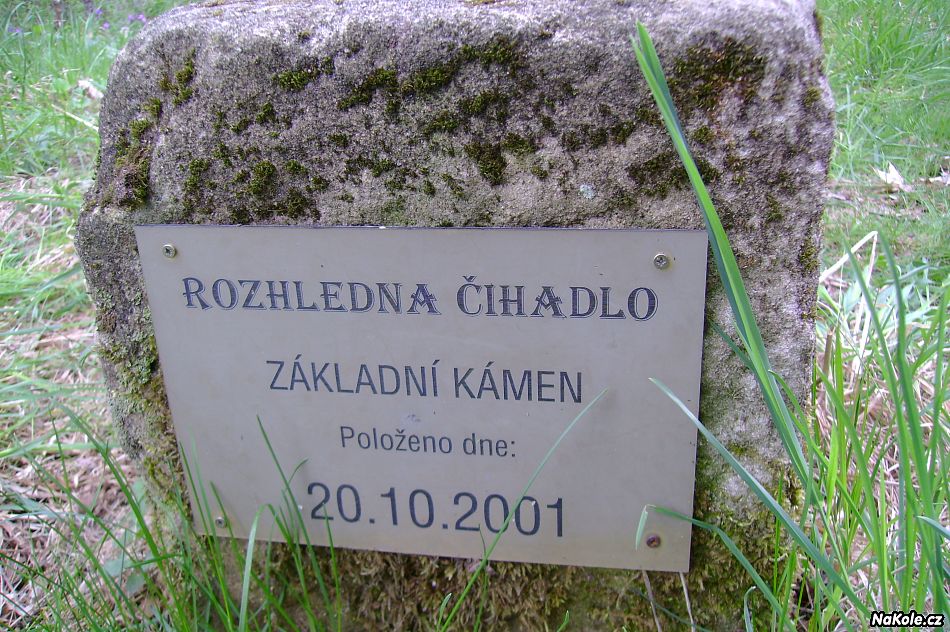 ROZHLEDNA ČIHADLO
ZÁKLADNÍ KÁMEN
Položeno dne:
20.10.2001
NaKole.cz